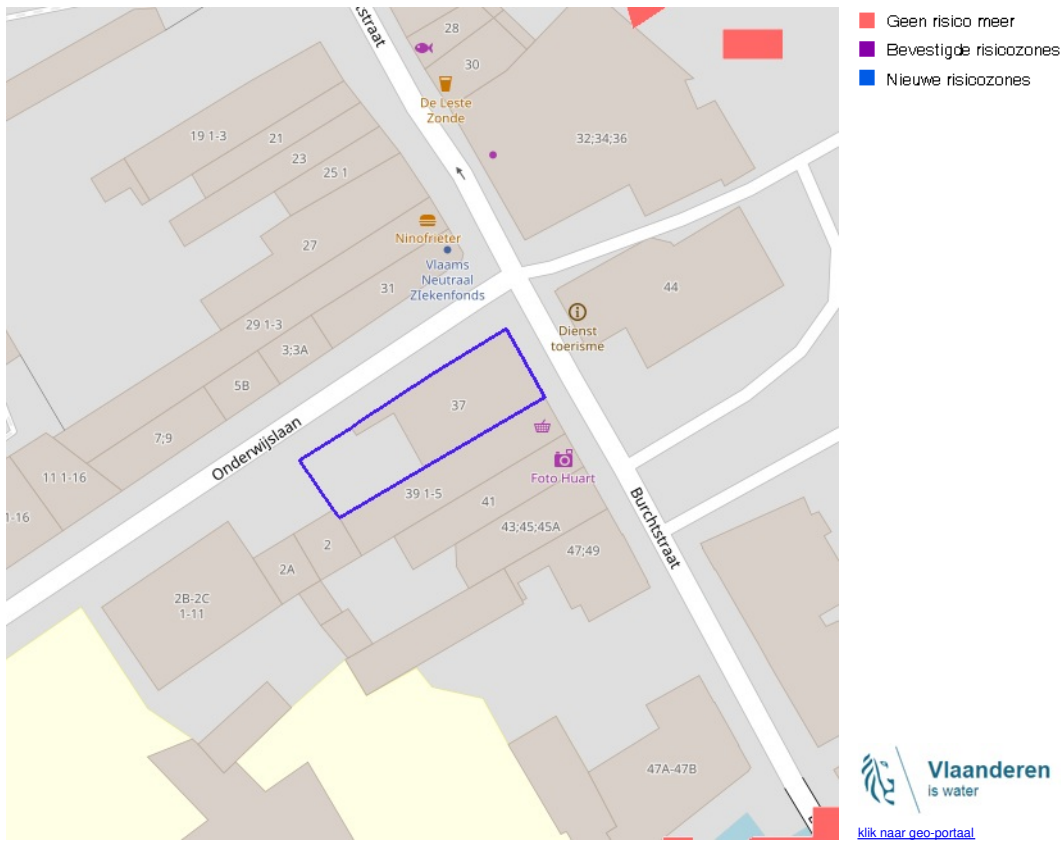 straat
28
30
De Leste
Zonde
19 1-3
21
23
25 1
32;34;36
27
Ninofrieter
Vlaams
Neutraal
ZIekenfonds
31
44
Dienst
toerisme
29 1-3
3;3A
5B
37
7;9
Onderwijslaan
11 1-16
1-16
Foto Huart
39 1-5
41
43;45;45A
47;49
Burchtstraat
2
2A
2B-2C
1-11
47A-47B
Geen risico meer
Bevestigde risicozones
Nieuwe risicozones
Vlaanderen
is water
klik naar geo-portaal